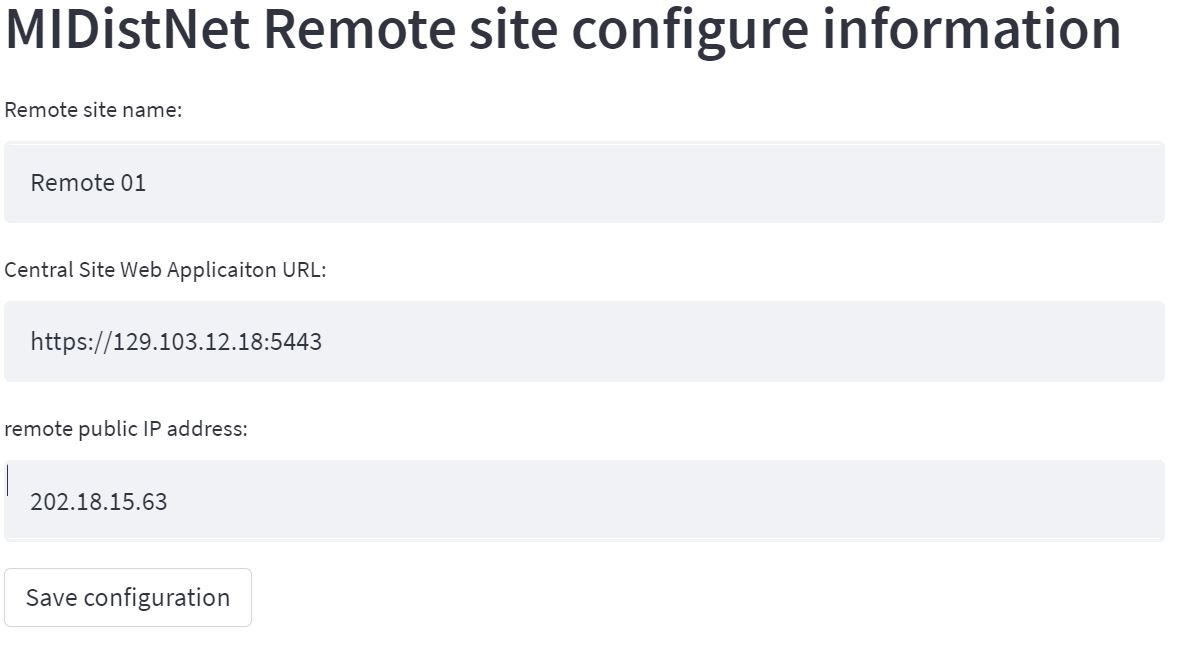 MIDistNet Remote site configure information
Remote site name:
Remote 01
Central Site Web Applicaiton URL:
https://129.103.12.18:5443
remote public IP address:
202.18.15.63
Save configuration